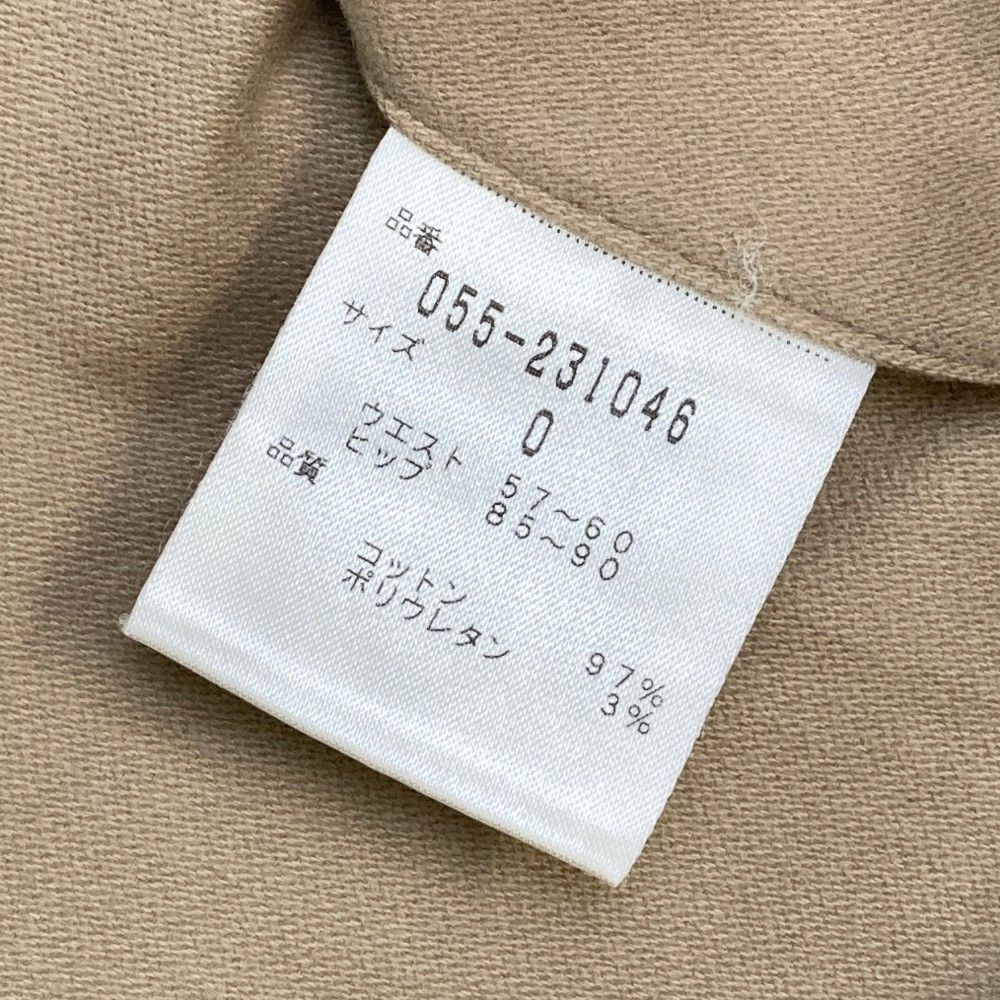 品番
055-231046
サイズ 0
ウエスト 57~60
ヒップ 85~90
品質
コットン 97%
ポリウレタン 3%